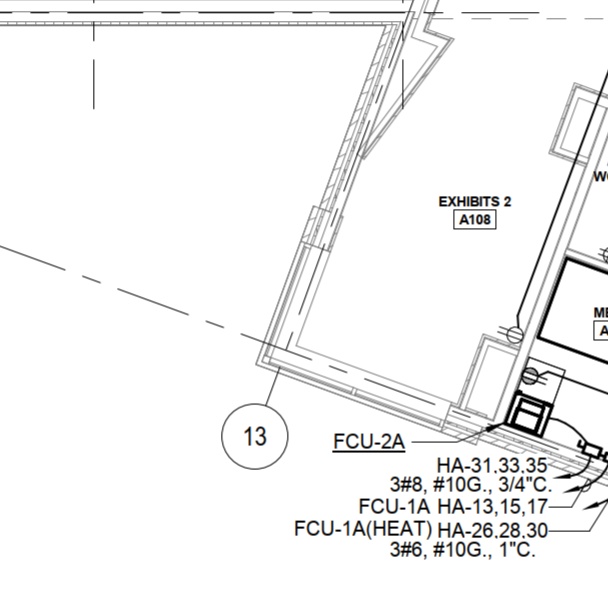 EXHIBITS 2
A108
WO
ME
A
13
FCU-2A
HA-31.33.35
3#8, #10G., 3/4"C.
FCU-1A HA-13,15,17
FCU-1A(HEAT) HA-26.28,30
3#6, #10G., 1"C.